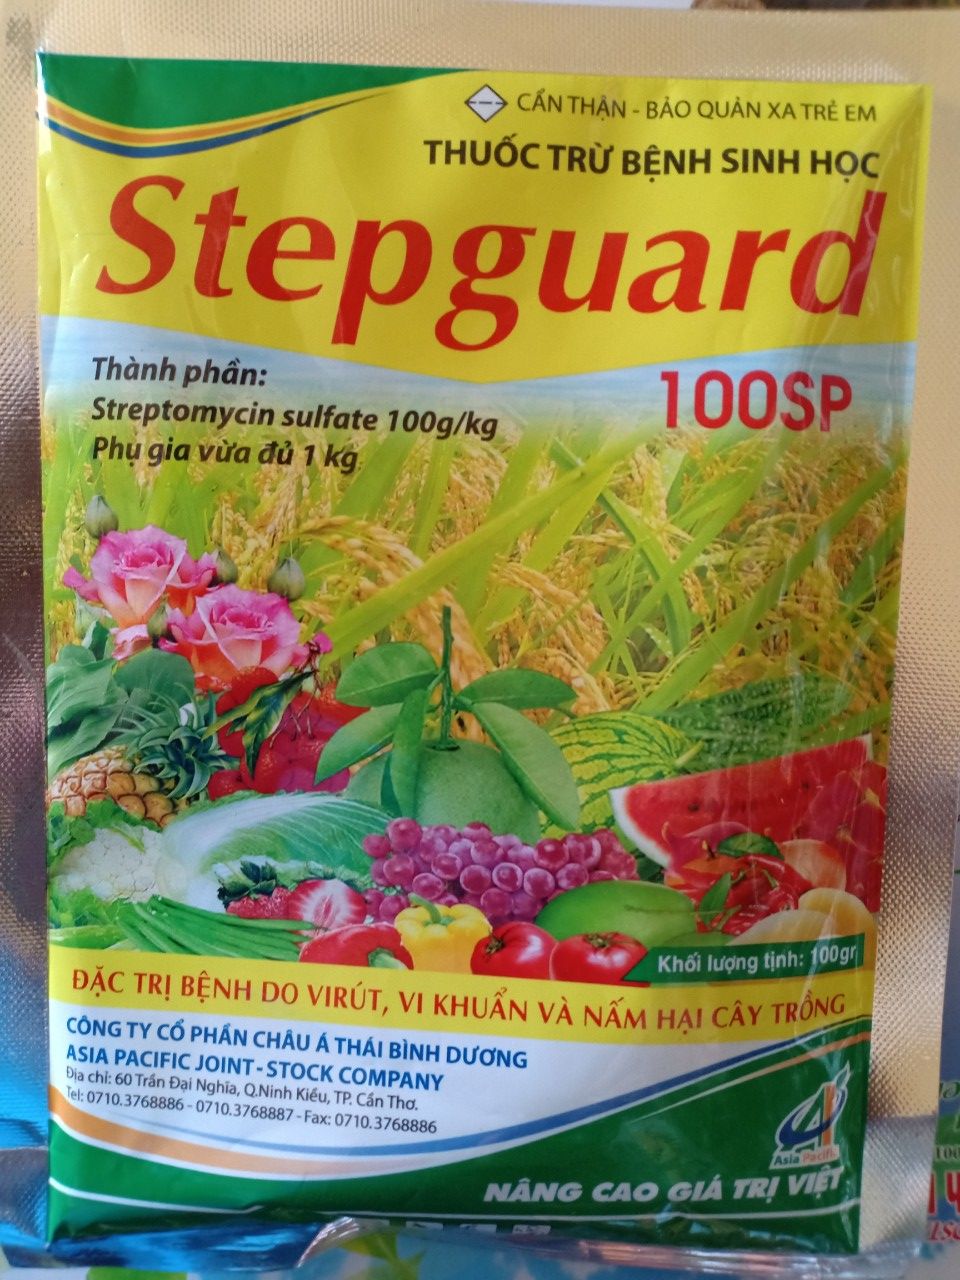 CẨN THẬN - BẢO QUẢN XA TRẺ EM
THUỐC TRỪ BỆNH SINH HỌC
Stepguard
100SP
Thành phần:
Streptomycin sulfate 100g/kg
Phụ gia vừa đủ 1 kg
Khối lượng tịnh: 100gr
ĐẶC TRỊ BỆNH DO VIRÚT, VI KHUẨN VÀ NẤM HẠI CÂY TRỒNG
CÔNG TY CỔ PHẦN CHÂU Á THÁI BÌNH DƯƠNG
ASIA PACIFIC JOINT - STOCK COMPANY
Địa chỉ: 60 Trần Đại Nghĩa, Q.Ninh Kiều, TP. Cần Thơ.
Tel: 0710.3768886 - 0710.3768887 - Fax: 0710.3768886
Asia Pacific
NÂNG CAO GIÁ TRỊ VIỆT